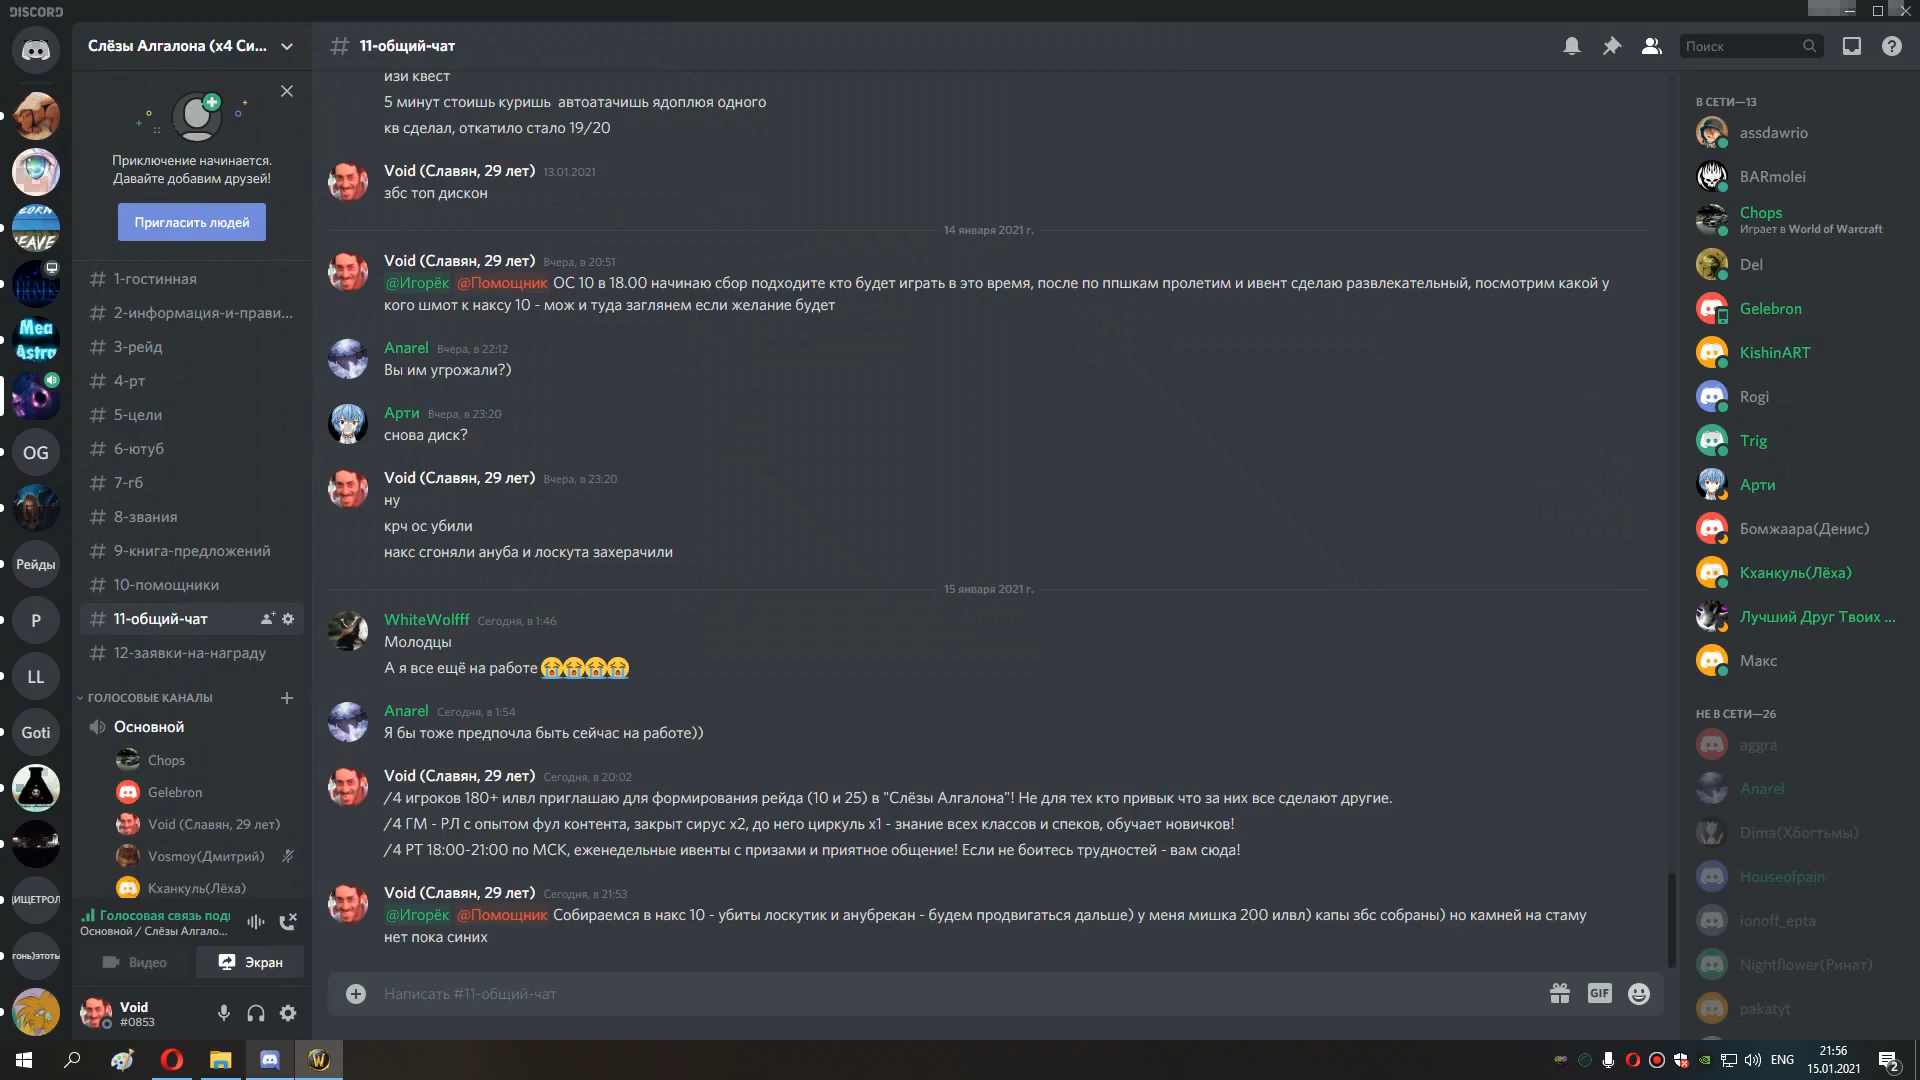 DISCORD
Слёзы Алгалона (x4 Си...
11-общий-чат
Поиск
Приключение начинается.
Давайте добавим друзей!
Пригласить людей
1-гостинная
2-информация-и-прави...
3-рейд
4-рт
5-цели
6-ютуб
7-гб
8-звания
9-книга-предложений
10-помощники
11-общий-чат
12-заявки-на-награду
ГОЛОСОВЫЕ КАНАЛЫ
Основной
Chops
Gelebron
Void (Славян, 29 лет)
Vosmoy(Дмитрий)
Кханкуль(Лёха)
Голосовая связь подк
Основной / Слёзы Алгало...
Видео
Экран
Void
#0853
Mea
Astra
OG
Рейды
P
LL
Goti
ИЩЕТРОЛ
гонь)этоты
изи квест
5 минут стоишь куришь автоатачишь ядоплюя одного
кв сделал, откатило стало 19/20
Void (Славян, 29 лет) 13.01.2021
збс топ дискон
14 января 2021 г.
Void (Славян, 29 лет) Вчера, в 20:51
@Игорёк @Помощник ОС 10 в 18.00 начинаю сбор подходите кто будет играть в это время, после по ппшкам пролетим и ивент сделаю развлекательный, посмотрим какой у
кого шмот к наксу 10 - мож и туда заглянем если желание будет
Anarel Вчера, в 22:12
Вы им угрожали?)
Арти Вчера, в 23:20
снова диск?
Void (Славян, 29 лет) Вчера, в 23:20
ну
крч ос убили
накс сгоняли ануба и лоскута захерачили
15 января 2021 г.
WhiteWolfff Сегодня, в 1:46
Молодцы
А я все ещё на работе 😭😭😭😭
Anarel Сегодня, в 1:54
Я бы тоже предпочла быть сейчас на работе))
Void (Славян, 29 лет) Сегодня, в 20:02
/4 игроков 180+ илвл приглашаю для формирования рейда (10 и 25) в "Слёзы Алгалона"! Не для тех кто привык что за них все сделают другие.
/4 ГМ - РЛ с опытом фул контента, закрыт сирус х2, до него циркуль х1 - знание всех классов и спеков, обучает новичков!
/4 РТ 18:00-21:00 по МСК, еженедельные ивенты с призами и приятное общение! Если не боитесь трудностей - вам сюда!
Void (Славян, 29 лет) Сегодня, в 21:53
@Игорёк @Помощник Собираемся в накс 10 - убиты лоскутик и анубрекан - будем продвигаться дальше) у меня мишка 200 илвл) капы збс собраны) но камней на стаму
нет пока синих
Написать #11-общий-чат
GIF
В СЕТИ—13
assdawrio
BARmolei
Chops
Играет в World of Warcraft
Del
Gelebron
KishinART
Rogi
Trig
Арти
Бомжаара(Денис)
Кханкуль(Лёха)
Лучший Друг Твоих ...
Макс
НЕ В СЕТИ—26
aggra
Anarel
Dima(Хбогтьмы)
Houseofpain
ionoff_epta
Nightflower(Ринат)
pakatyt
ENG
21:56
15.01.2021
2